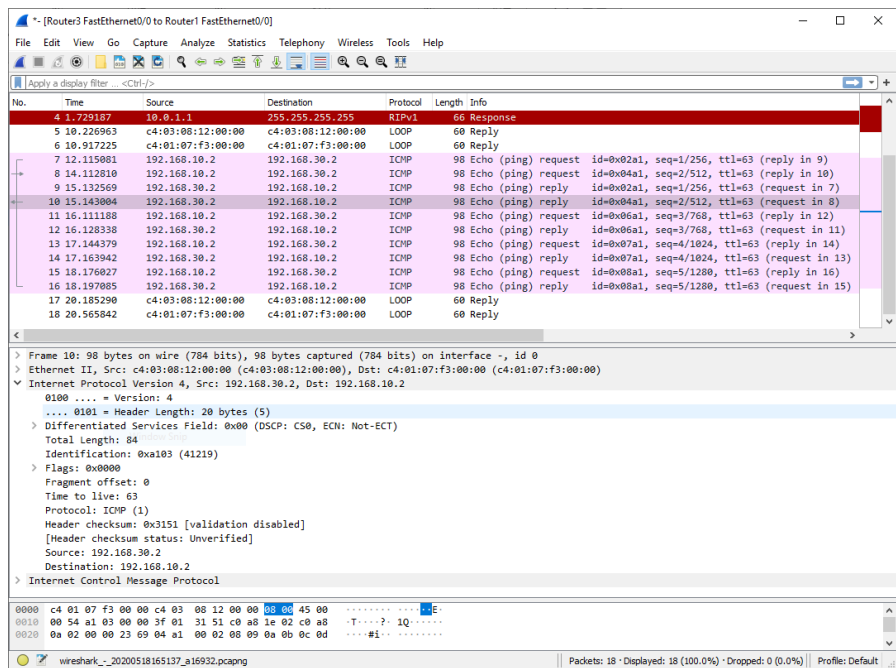 *- [Router3 FastEthernet0/0 to Router1 FastEthernet0/0]
File Edit View Go Capture Analyze Statistics Telephony Wireless Tools Help
Apply a display filter ... <Ctrl-/>
No. Time Source Destination Protocol Length Info
4 1.729187 10.0.1.1 255.255.255.255 RIPv1 66 Response
5 10.226963 c4:03:08:12:00:00 c4:03:08:12:00:00 LOOP 60 Reply
6 10.917225 c4:01:07:f3:00:00 c4:01:07:f3:00:00 LOOP 60 Reply
7 12.115081 192.168.10.2 192.168.30.2 ICMP 98 Echo (ping) request id=0x02a1, seq=1/256, ttl=63 (reply in 9)
8 14.112810 192.168.10.2 192.168.30.2 ICMP 98 Echo (ping) request id=0x04a1, seq=2/512, ttl=63 (reply in 10)
9 15.132569 192.168.30.2 192.168.10.2 ICMP 98 Echo (ping) reply id=0x02a1, seq=1/256, ttl=63 (request in 7)
10 15.143004 192.168.30.2 192.168.10.2 ICMP 98 Echo (ping) reply id=0x04a1, seq=2/512, ttl=63 (request in 8)
11 16.111188 192.168.10.2 192.168.30.2 ICMP 98 Echo (ping) request id=0x06a1, seq=3/768, ttl=63 (reply in 12)
12 16.128338 192.168.30.2 192.168.10.2 ICMP 98 Echo (ping) reply id=0x06a1, seq=3/768, ttl=63 (request in 11)
13 17.144379 192.168.10.2 192.168.30.2 ICMP 98 Echo (ping) request id=0x07a1, seq=4/1024, ttl=63 (reply in 14)
14 17.163942 192.168.30.2 192.168.10.2 ICMP 98 Echo (ping) reply id=0x07a1, seq=4/1024, ttl=63 (request in 13)
15 18.176027 192.168.10.2 192.168.30.2 ICMP 98 Echo (ping) request id=0x08a1, seq=5/1280, ttl=63 (reply in 16)
16 18.197085 192.168.30.2 192.168.10.2 ICMP 98 Echo (ping) reply id=0x08a1, seq=5/1280, ttl=63 (request in 15)
17 20.185290 c4:03:08:12:00:00 c4:03:08:12:00:00 LOOP 60 Reply
18 20.565842 c4:01:07:f3:00:00 c4:01:07:f3:00:00 LOOP 60 Reply
Frame 10: 98 bytes on wire (784 bits), 98 bytes captured (784 bits) on interface -, id 0
Ethernet II, Src: c4:03:08:12:00:00 (c4:03:08:12:00:00), Dst: c4:01:07:f3:00:00 (c4:01:07:f3:00:00)
Internet Protocol Version 4, Src: 192.168.30.2, Dst: 192.168.10.2
0100 .... = Version: 4
.... 0101 = Header Length: 20 bytes (5)
Differentiated Services Field: 0x00 (DSCP: CS0, ECN: Not-ECT)
Total Length: 84
Identification: 0xa103 (41219)
Flags: 0x0000
Fragment offset: 0
Time to live: 63
Protocol: ICMP (1)
Header checksum: 0x3151 [validation disabled]
[Header checksum status: Unverified]
Source: 192.168.30.2
Destination: 192.168.10.2
Internet Control Message Protocol
0000 c4 01 07 f3 00 00 c4 03 08 12 00 00 08 00 45 00 ········ ······E·
0010 00 54 a1 03 00 00 3f 01 31 51 c0 a8 1e 02 c0 a8 ·T····?· 1Q······
0020 0a 02 00 00 23 69 04 a1 00 02 08 09 0a 0b 0c 0d ····#i·· ········
wireshark_-_20200518165137_a16932.pcapng Packets: 18 · Displayed: 18 (100.0%) · Dropped: 0 (0.0%) Profile: Default